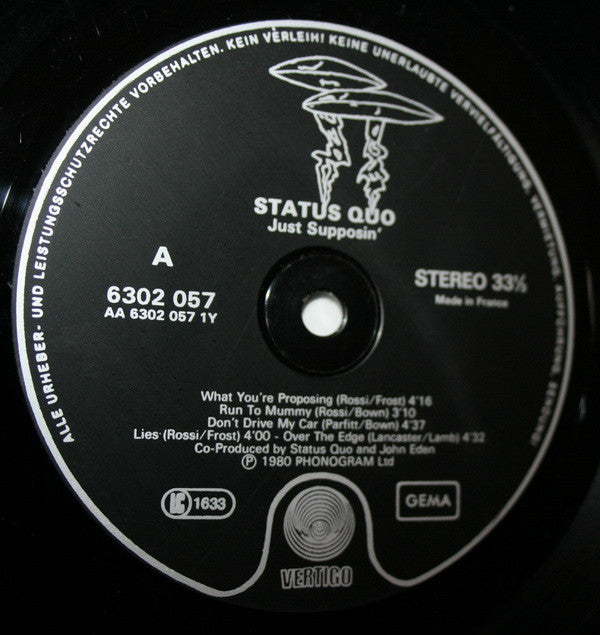 ALLE URHEBER- UND LEISTUNGSSCHUTZRECHTE VORBEHALTEN. KEIN VERLEIH! KEINE UNERLAUBTE VERVIELFÄLTIGUNG, VERMIETUNG, AUFFÜHRUNG, SENDUNG!
STATUS QUO
Just Supposin'
A
6302 057
AA 6302 057 1Y
STEREO 33⅓
Made in France
What You're Proposing (Rossi/Frost) 4'16
Run To Mummy (Rossi/Bown) 3'10
Don't Drive My Car (Parfitt/Bown) 4'37
Lies (Rossi/Frost) 4'00 - Over The Edge (Lancaster/Lamb) 4'32
Co-Produced by Status Quo and John Eden
Ⓟ 1980 PHONOGRAM Ltd
LC 1633
GEMA
VERTIGO